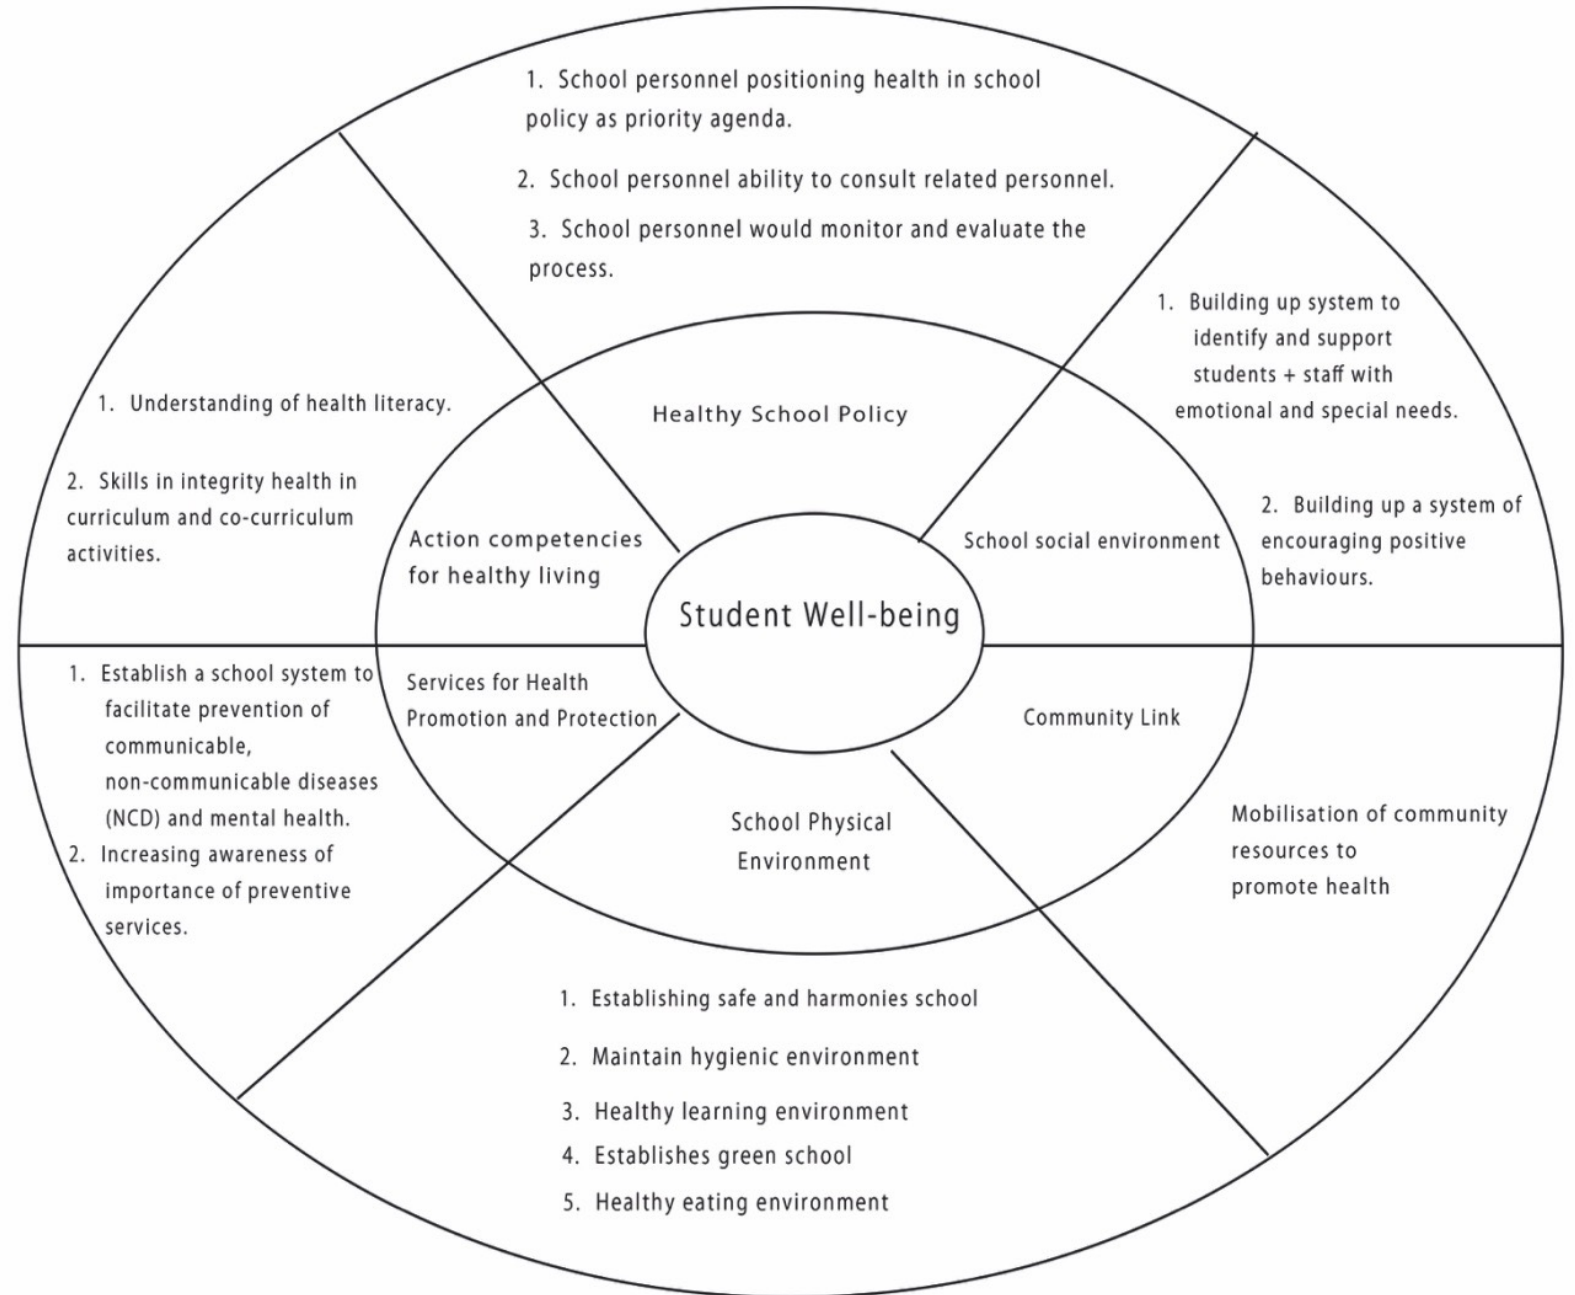 1. School personnel positioning health in school
policy as priority agenda.
2. School personnel ability to consult related personnel.
3. School personnel would monitor and evaluate the
process.
1. Building up system to
identify and support
students + staff with
emotional and special needs.
2. Building up a system of
encouraging positive
behaviours.
1. Understanding of health literacy.
2. Skills in integrity health in
curriculum and co-curriculum
activities.
Healthy School Policy
Action competencies
for healthy living
School social environment
Student Well-being
Services for Health
Promotion and Protection
Community Link
School Physical
Environment
1. Establish a school system to
facilitate prevention of
communicable,
non-communicable diseases
(NCD) and mental health.
2. Increasing awareness of
importance of preventive
services.
Mobilisation of community
resources to
promote health
1. Establishing safe and harmonies school
2. Maintain hygienic environment
3. Healthy learning environment
4. Establishes green school
5. Healthy eating environment